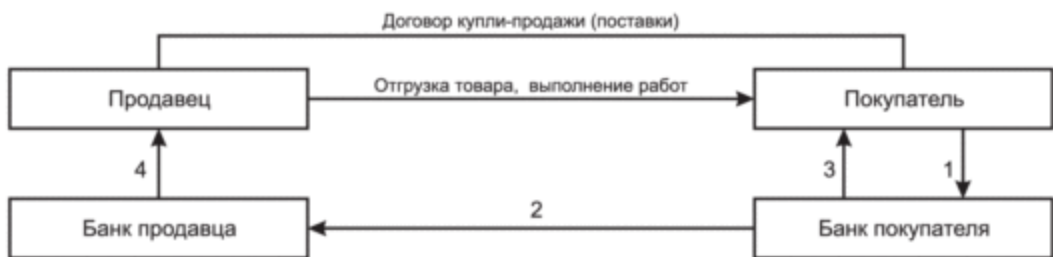 Договор купли-продажи (поставки)
Продавец
Отгрузка товара, выполнение работ
Покупатель
4
3
1
Банк продавца
2
Банк покупателя